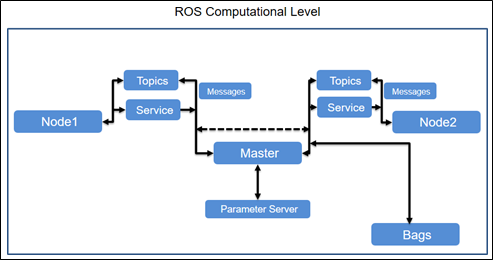 ROS Computational Level
Topics
Messages
Service
Node1
Topics
Messages
Service
Node2
Master
Parameter Server
Bags